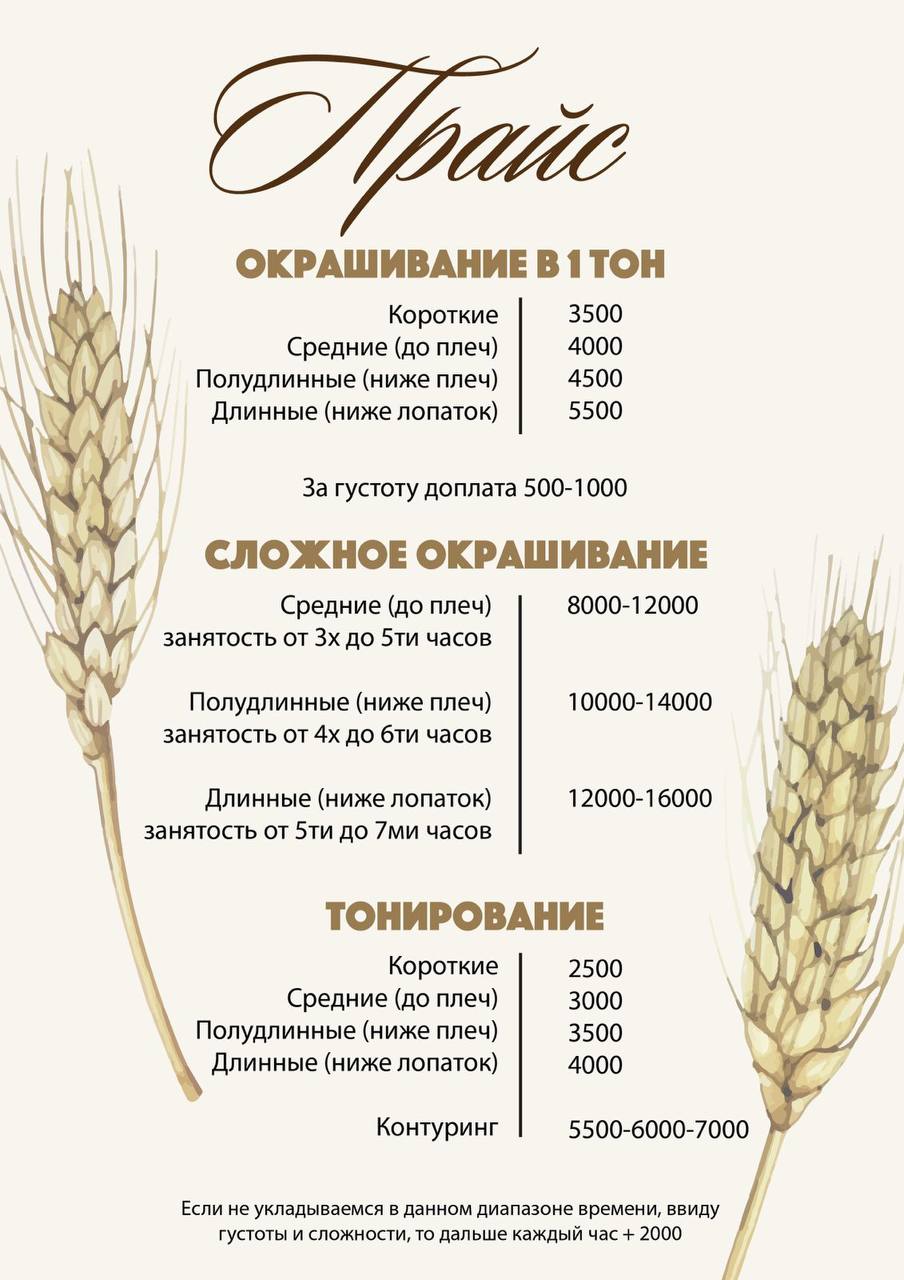 Прайс
ОКРАШИВАНИЕ В 1 ТОН
Короткие 3500
Средние (до плеч) 4000
Полудлинные (ниже плеч) 4500
Длинные (ниже лопаток) 5500
За густоту доплата 500-1000
СЛОЖНОЕ ОКРАШИВАНИЕ
Средние (до плеч) 8000-12000
занятость от 3х до 5ти часов
Полудлинные (ниже плеч) 10000-14000
занятость от 4х до 6ти часов
Длинные (ниже лопаток) 12000-16000
занятость от 5ти до 7ми часов
ТОНИРОВАНИЕ
Короткие 2500
Средние (до плеч) 3000
Полудлинные (ниже плеч) 3500
Длинные (ниже лопаток) 4000
Контуринг 5500-6000-7000
Если не укладываемся в данном диапазоне времени, ввиду
густоты и сложности, то дальше каждый час + 2000